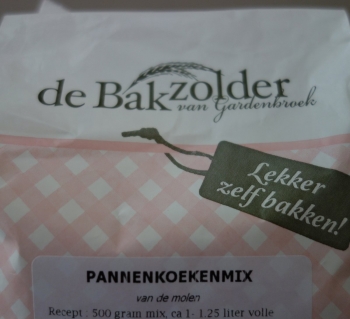 de Bakzolder
van Gardenbroek
Lekker
zelf bakken!
PANNENKOEKENMIX
van de molen
Recept : 500 gram mix, ca 1- 1.25 liter volle